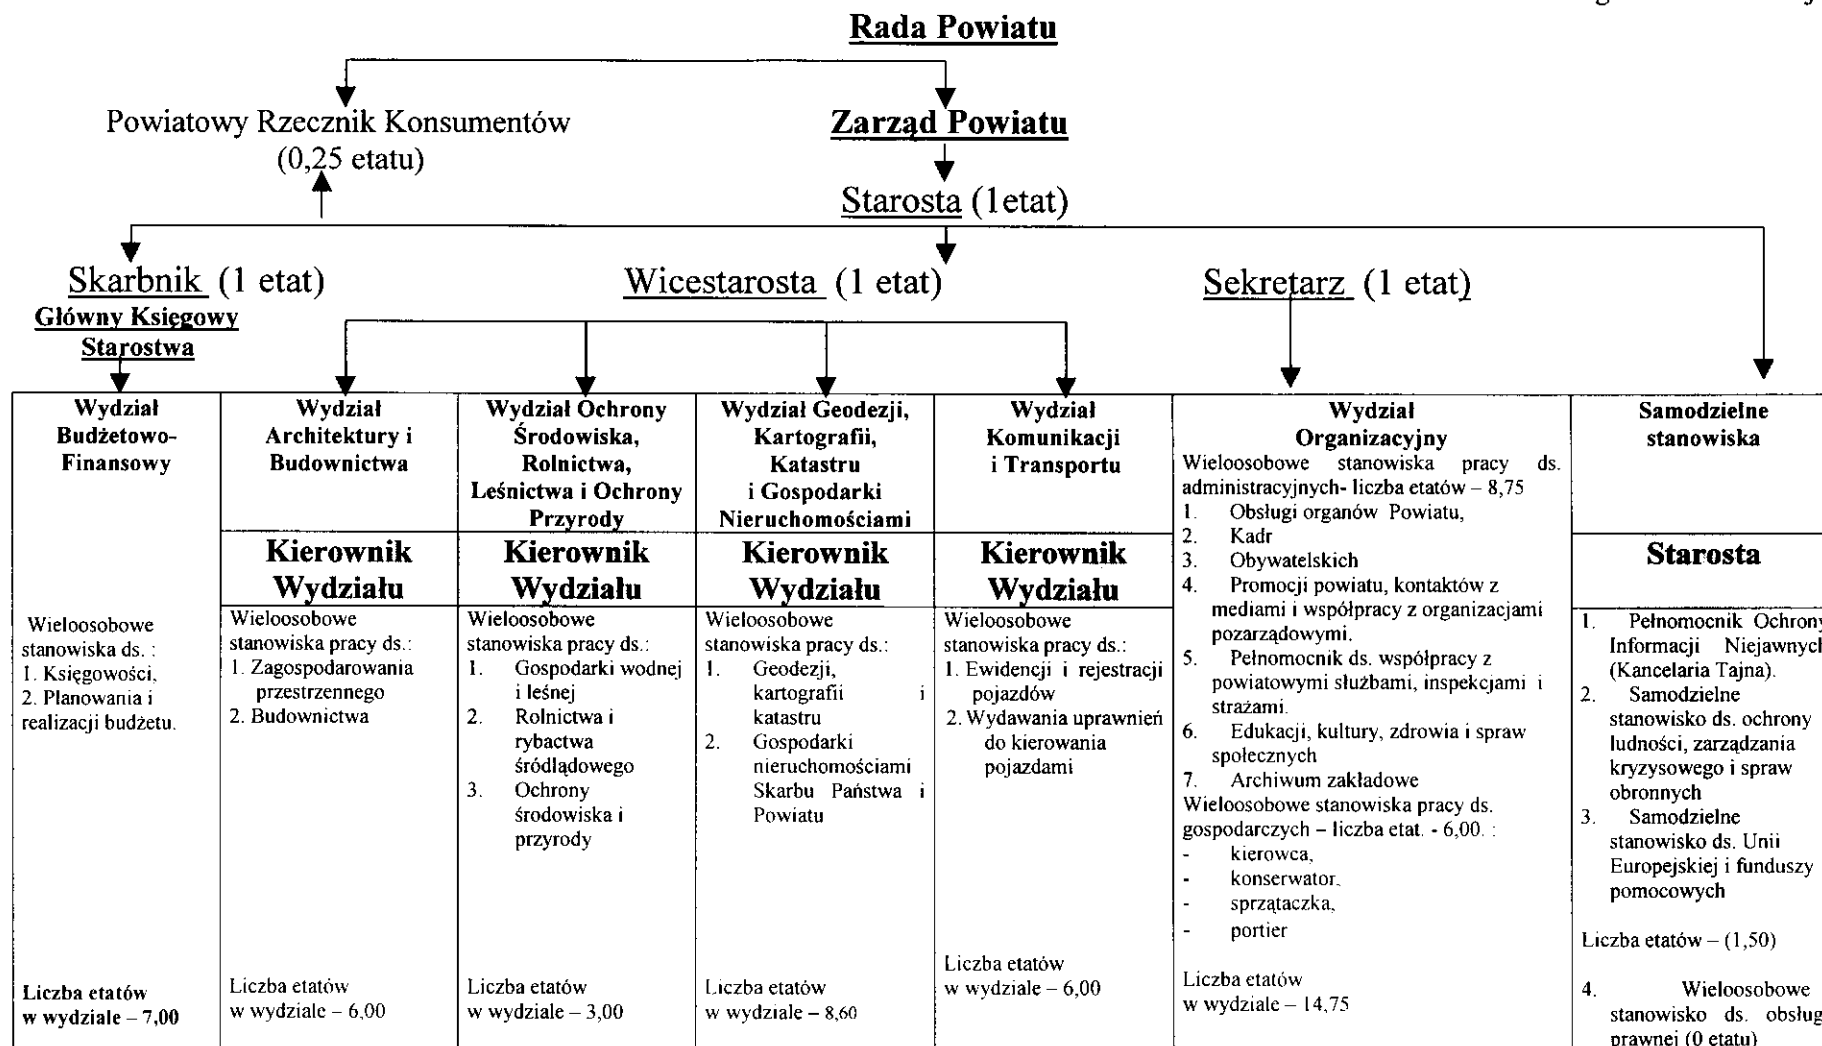 Rada Powiatu
Powiatowy Rzecznik Konsumentów
(0,25 etatu)
Zarząd Powiatu
Starosta (1etat)
Skarbnik (1 etat)
Główny Księgowy
Starostwa
Wicestarosta (1 etat)
Sekretarz (1 etat)
Wydział
Budżetowo-
Finansowy
Wieloosobowe
stanowiska ds. :
1. Księgowości,
2. Planowania i
realizacji budżetu.
Liczba etatów
w wydziale – 7,00
Wydział
Architektury i
Budownictwa
Kierownik
Wydziału
Wieloosobowe
stanowiska pracy ds.:
1. Zagospodarowania
przestrzennego
2. Budownictwa
Liczba etatów
w wydziale – 6,00
Wydział Ochrony
Środowiska,
Rolnictwa,
Leśnictwa i Ochrony
Przyrody
Kierownik
Wydziału
Wieloosobowe
stanowiska pracy ds.:
1. Gospodarki wodnej
i leśnej
2. Rolnictwa i
rybactwa
śródlądowego
3. Ochrony
środowiska i
przyrody
Liczba etatów
w wydziale – 3,00
Wydział Geodezji,
Kartografii,
Katastru
i Gospodarki
Nieruchomościami
Kierownik
Wydziału
Wieloosobowe
stanowiska pracy ds.:
1. Geodezji,
kartografii i
katastru
2. Gospodarki
nieruchomościami
Skarbu Państwa i
Powiatu
Liczba etatów
w wydziale – 8,60
Wydział
Komunikacji
i Transportu
Kierownik
Wydziału
Wieloosobowe
stanowiska pracy ds.:
1. Ewidencji i rejestracji
pojazdów
2. Wydawania uprawnień
do kierowania
pojazdami
Liczba etatów
w wydziale – 6,00
Wydział
Organizacyjny
Wieloosobowe stanowiska pracy ds.
administracyjnych- liczba etatów – 8,75
1. Obsługi organów Powiatu,
2. Kadr
3. Obywatelskich
4. Promocji powiatu, kontaktów z
mediami i współpracy z organizacjami
pozarządowymi.
5. Pełnomocnik ds. współpracy z
powiatowymi służbami, inspekcjami i
strażami.
6. Edukacji, kultury, zdrowia i spraw
społecznych
7. Archiwum zakładowe
Wieloosobowe stanowiska pracy ds.
gospodarczych – liczba etat. - 6,00. :
- kierowca,
- konserwator,
- sprzątaczka,
- portier
Liczba etatów
w wydziale – 14,75
Samodzielne
stanowiska
Starosta
1. Pełnomocnik Ochrony
Informacji Niejawnych
(Kancelaria Tajna).
2. Samodzielne
stanowisko ds. ochrony
ludności, zarządzania
kryzysowego i spraw
obronnych
3. Samodzielne
stanowisko ds. Unii
Europejskiej i funduszy
pomocowych
Liczba etatów – (1,50)
4. Wieloosobowe
stanowisko ds. obsług
prawnej (0 etatu)